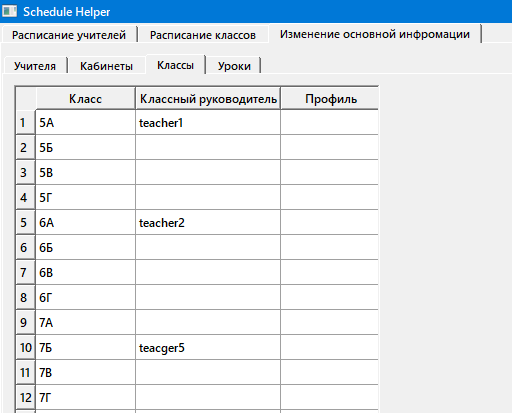 Schedule Helper
Расписание учителей Расписание классов Изменение основной инфромации
Учителя Кабинеты Классы Уроки
Класс Классный руководитель Профиль
1 5А teacher1
2 5Б
3 5В
4 5Г
5 6А teacher2
6 6Б
7 6В
8 6Г
9 7А
10 7Б teacger5
11 7В
12 7Г